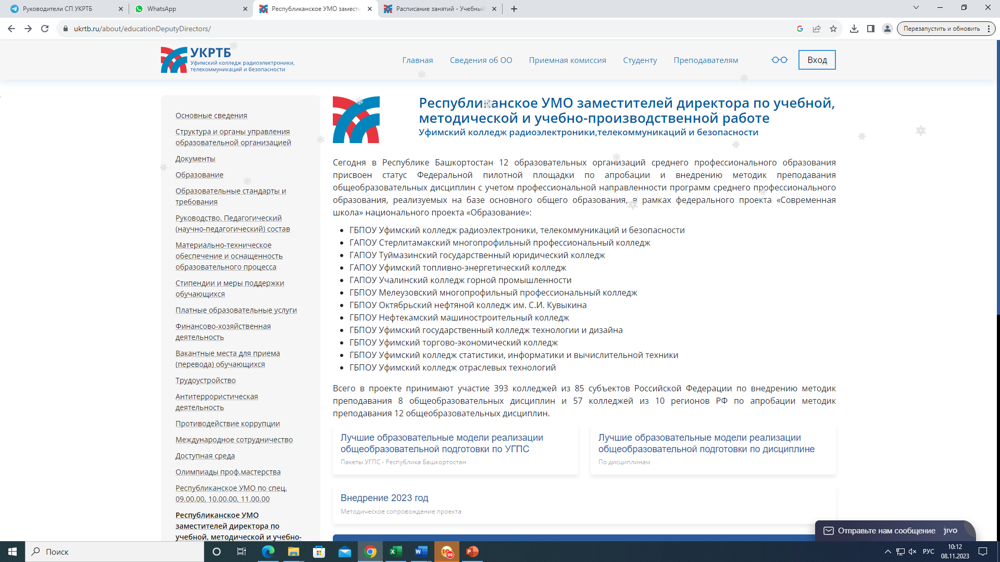 Руководители СП УКРТБ
WhatsApp
Республиканское УМО замести
Расписание занятий - Учебный
ukrtb.ru/about/educationDeputyDirectors/
Перезапустить и обновить
УКРТБ
Уфимский колледж радиоэлектроники,
телекоммуникаций и безопасности
Главная
Сведения об ОО
Приемная комиссия
Студенту
Преподавателям
Вход
Основные сведения
Структура и органы управления
образовательной организацией
Документы
Образование
Образовательные стандарты и
требования
Руководство. Педагогический
(научно-педагогический) состав
Материально-техническое
обеспечение и оснащенность
образовательного процесса
Стипендии и меры поддержки
обучающихся
Платные образовательные услуги
Финансово-хозяйственная
деятельность
Вакантные места для приема
(перевода) обучающихся
Трудоустройство
Антитеррористическая
деятельность
Противодействие коррупции
Международное сотрудничество
Доступная среда
Олимпиады проф.мастерства
Республиканское УМО по спец.
09.00.00, 10.00.00, 11.00.00
Республиканское УМО
заместителей директора по
учебной, методической и учебно-
Республиканское УМО заместителей директора по учебной,
методической и учебно-производственной работе
Уфимский колледж радиоэлектроники,телекоммуникаций и безопасности
Сегодня в Республике Башкортостан 12 образовательных организаций среднего профессионального образования
присвоен статус Федеральной пилотной площадки по апробации и внедрению методик преподавания
общеобразовательных дисциплин с учетом профессиональной направленности программ среднего профессионального
образования, реализуемых на базе основного общего образования, в рамках федерального проекта «Современная
школа» национального проекта «Образование»:
• ГБПОУ Уфимский колледж радиоэлектроники, телекоммуникаций и безопасности
• ГАПОУ Стерлитамакский многопрофильный профессиональный колледж
• ГАПОУ Туймазинский государственный юридический колледж
• ГАПОУ Уфимский топливно-энергетический колледж
• ГАПОУ Учалинский колледж горной промышленности
• ГБПОУ Мелеузовский многопрофильный профессиональный колледж
• ГБПОУ Октябрьский нефтяной колледж им. С.И. Кувыкина
• ГБПОУ Нефтекамский машиностроительный колледж
• ГБПОУ Уфимский государственный колледж технологии и дизайна
• ГБПОУ Уфимский торгово-экономический колледж
• ГБПОУ Уфимский колледж статистики, информатики и вычислительной техники
• ГБПОУ Уфимский колледж отраслевых технологий
Всего в проекте принимают участие 393 колледжей из 85 субъектов Российской Федерации по внедрению методик
преподавания 8 общеобразовательных дисциплин и 57 колледжей из 10 регионов РФ по апробации методик
преподавания 12 общеобразовательных дисциплин.
Лучшие образовательные модели реализации
общеобразовательной подготовки по УГПС
Пакеты УГПС - Республика Башкортостан
Лучшие образовательные модели реализации
общеобразовательной подготовки по дисциплине
По дисциплинам
Внедрение 2023 год
Методическое сопровождение проекта
Отправьте нам сообщение
jivo
Поиск
99
РУС
10:12
08.11.2023